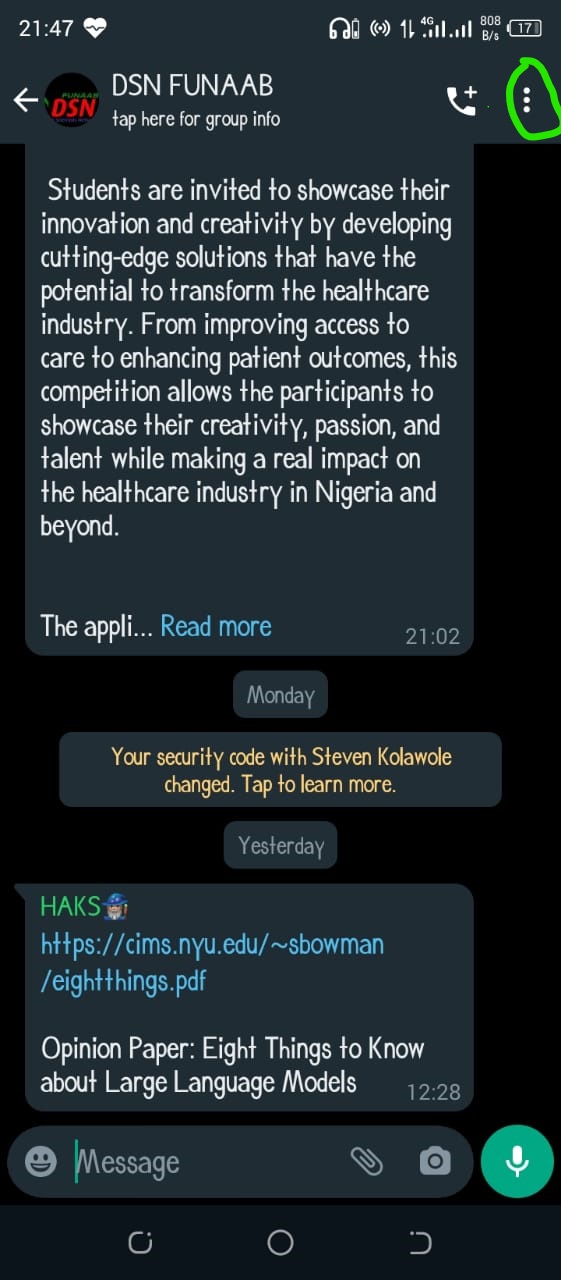 21:47
4G
808
B/s
17
FUNAAB
DSN
DSN FUNAAB
tap here for group info
Students are invited to showcase their
innovation and creativity by developing
cutting-edge solutions that have the
potential to transform the healthcare
industry. From improving access to
care to enhancing patient outcomes, this
competition allows the participants to
showcase their creativity, passion, and
talent while making a real impact on
the healthcare industry in Nigeria and
beyond.
The appli... Read more
21:02
Monday
Your security code with Steven Kolawole
changed. Tap to learn more.
Yesterday
HAKS
https://cims.nyu.edu/~sbowman
/eightthings.pdf
Opinion Paper: Eight Things to Know
about Large Language Models
12:28
Message